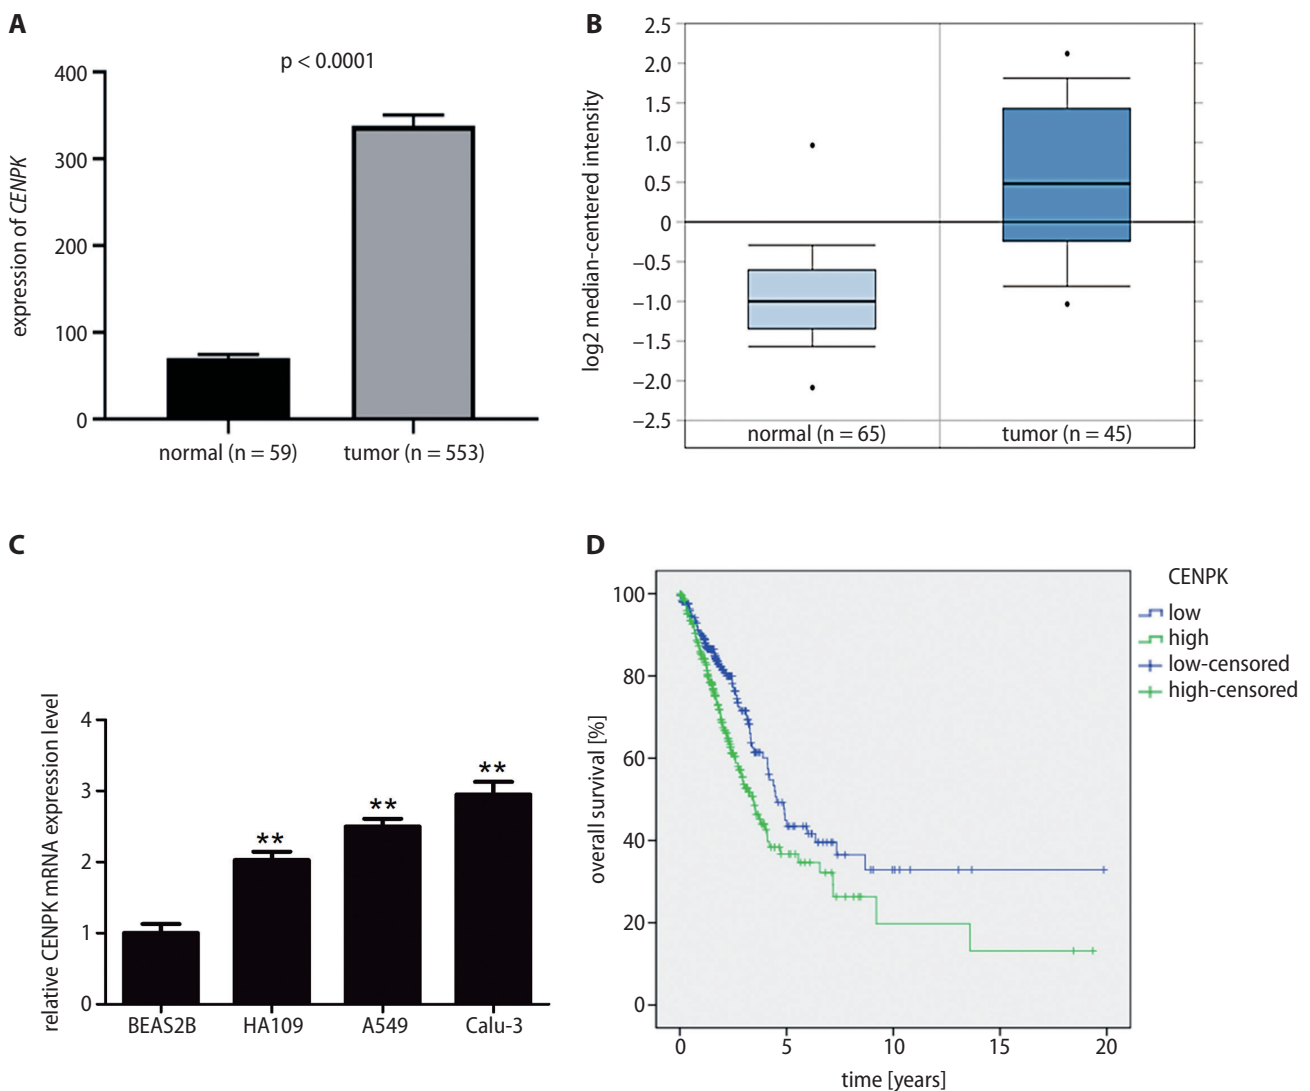 A
p < 0.0001
expression of CENPK
400
300
200
100
0
normal (n = 59)
tumor (n = 553)
B
log2 median-centered intensity
2.5
2.0
1.5
1.0
0.5
0
−0.5
−1.0
−1.5
−2.0
−2.5
normal (n = 65)
tumor (n = 45)
C
relative CENPK mRNA expression level
4
3
2
1
0
**
**
**
BEAS2B
HA109
A549
Calu-3
D
overall survival [%]
100
80
60
40
20
0
0
5
10
15
20
time [years]
CENPK
low
high
low-censored
high-censored